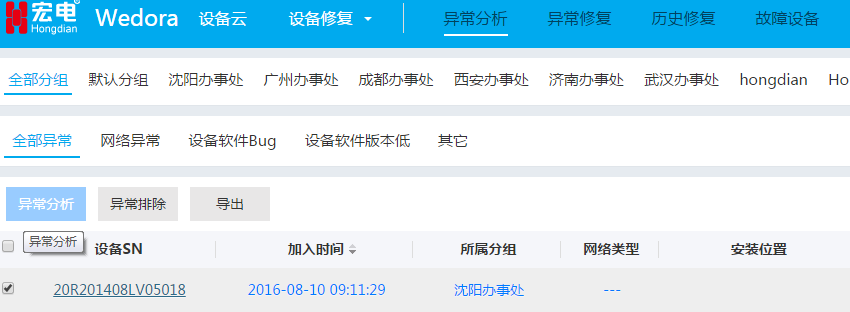 宏电® Hongdian Wedora 设备云 设备修复 异常分析 异常修复 历史修复 故障设备
全部分组 默认分组 沈阳办事处 广州办事处 成都办事处 西安办事处 济南办事处 武汉办事处 hongdian Ho
全部异常 网络异常 设备软件Bug 设备软件版本低 其它
异常分析 异常排除 导出
异常分析
设备SN 加入时间 所属分组 网络类型 安装位置
20R201408LV05018 2016-08-10 09:11:29 沈阳办事处 ---